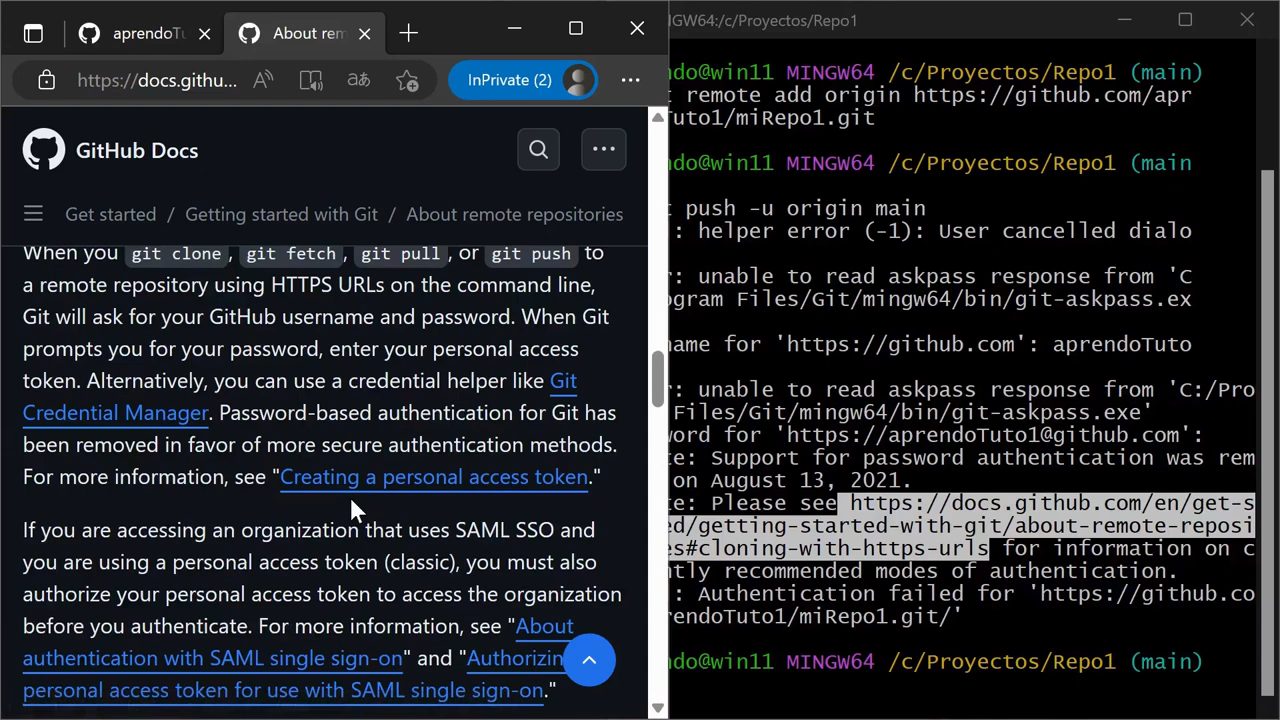 aprendoTu
About rem
https://docs.githu...
InPrivate (2)
GitHub Docs
Get started / Getting started with Git / About remote repositories
When you git clone, git fetch, git pull, or git push to
a remote repository using HTTPS URLs on the command line,
Git will ask for your GitHub username and password. When Git
prompts you for your password, enter your personal access
token. Alternatively, you can use a credential helper like Git
Credential Manager. Password-based authentication for Git has
been removed in favor of more secure authentication methods.
For more information, see "Creating a personal access token."
If you are accessing an organization that uses SAML SSO and
you are using a personal access token (classic), you must also
authorize your personal access token to access the organization
before you authenticate. For more information, see "About
authentication with SAML single sign-on" and "Authorizin
personal access token for use with SAML single sign-on."
NGW64:/c/Proyectos/Repo1
ndo@win11 MINGW64 /c/Proyectos/Repo1 (main)
t remote add origin https://github.com/apr
Tuto1/miRepo1.git
ndo@win11 MINGW64 /c/Proyectos/Repo1 (main
t push -u origin main
: helper error (-1): User cancelled dialo
r: unable to read askpass response from 'C
ogram Files/Git/mingw64/bin/git-askpass.ex
name for 'https://github.com': aprendoTuto
r: unable to read askpass response from 'C:/Pro
Files/Git/mingw64/bin/git-askpass.exe'
word for 'https://aprendoTuto1@github.com':
te: Support for password authentication was rem
on August 13, 2021.
te: Please see https://docs.github.com/en/get-s
ed/getting-started-with-git/about-remote-reposi
es#cloning-with-https-urls for information on c
ntly recommended modes of authentication.
: Authentication failed for 'https://github.co
rendoTuto1/miRepo1.git/'
ndo@win11 MINGW64 /c/Proyectos/Repo1 (main)